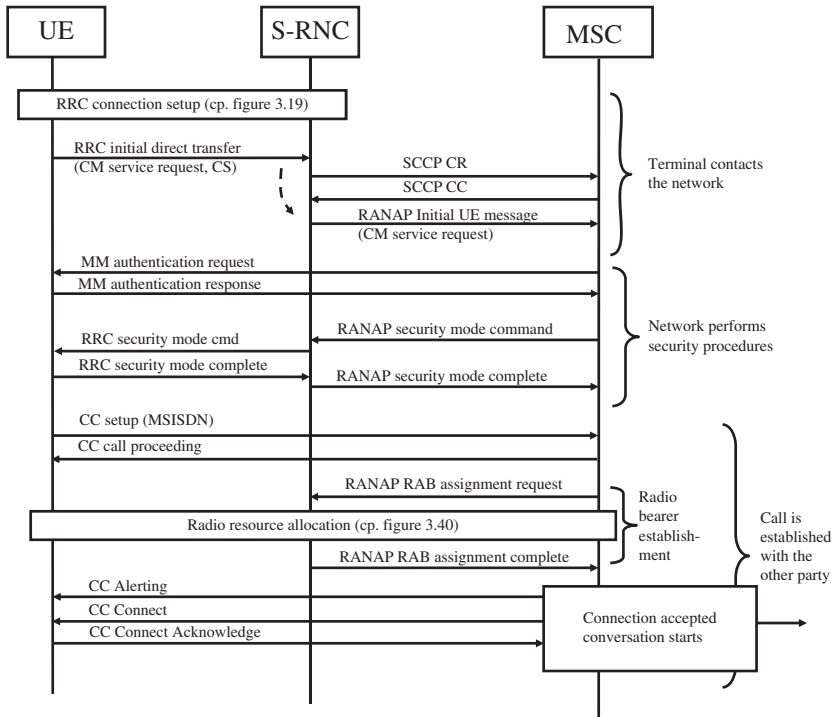 UE
S-RNC
MSC
RRC connection setup (cp. figure 3.19)
RRC initial direct transfer
(CM service request, CS)
SCCP CR
SCCP CC
RANAP Initial UE message
(CM service request)
Terminal contacts
the network
MM authentication request
MM authentication response
RANAP security mode command
RRC security mode cmd
RRC security mode complete
RANAP security mode complete
Network performs
security procedures
CC setup (MSISDN)
CC call proceeding
RANAP RAB assignment request
Radio resource allocation (cp. figure 3.40)
RANAP RAB assignment complete
Radio
bearer
establish-
ment
Call is
established
with the
other party
CC Alerting
CC Connect
CC Connect Acknowledge
Connection accepted
conversation starts